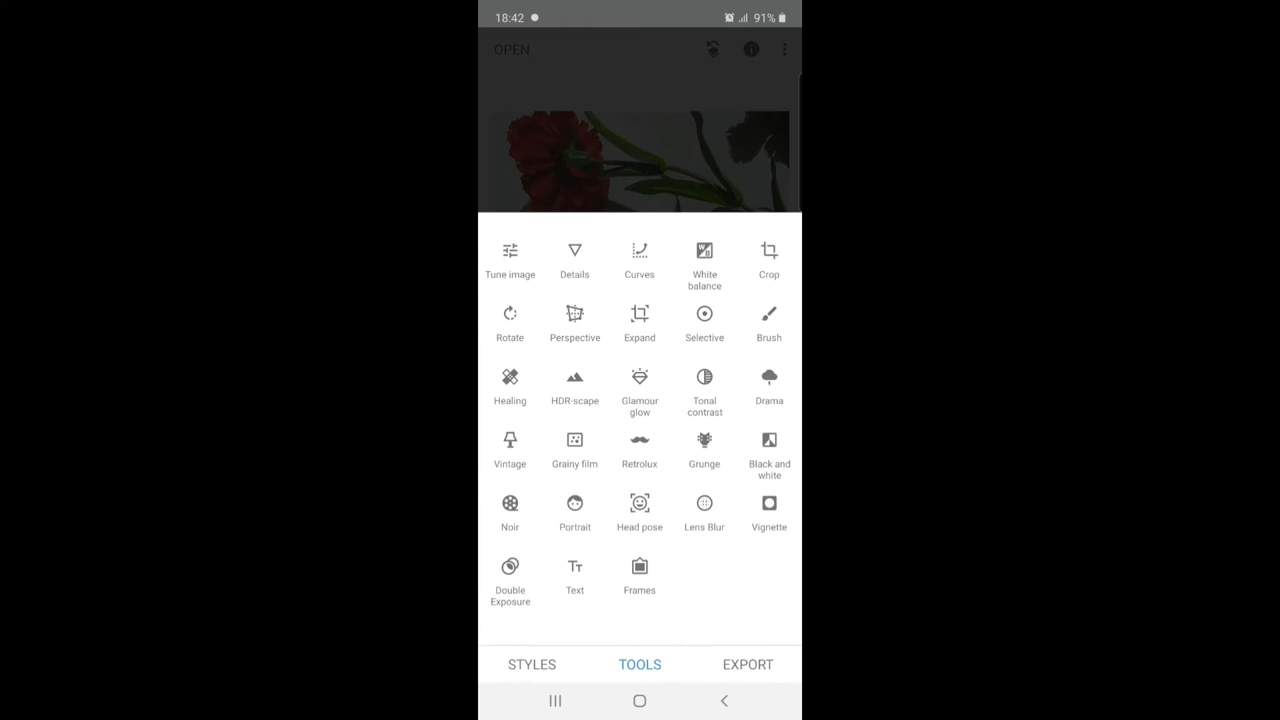 18:42 91%
OPEN
Tune image Details Curves White balance Crop
Rotate Perspective Expand Selective Brush
Healing HDR-scape Glamour glow Tonal contrast Drama
Vintage Grainy film Retrolux Grunge Black and white
Noir Portrait Head pose Lens Blur Vignette
Double Exposure Text Frames
STYLES TOOLS EXPORT